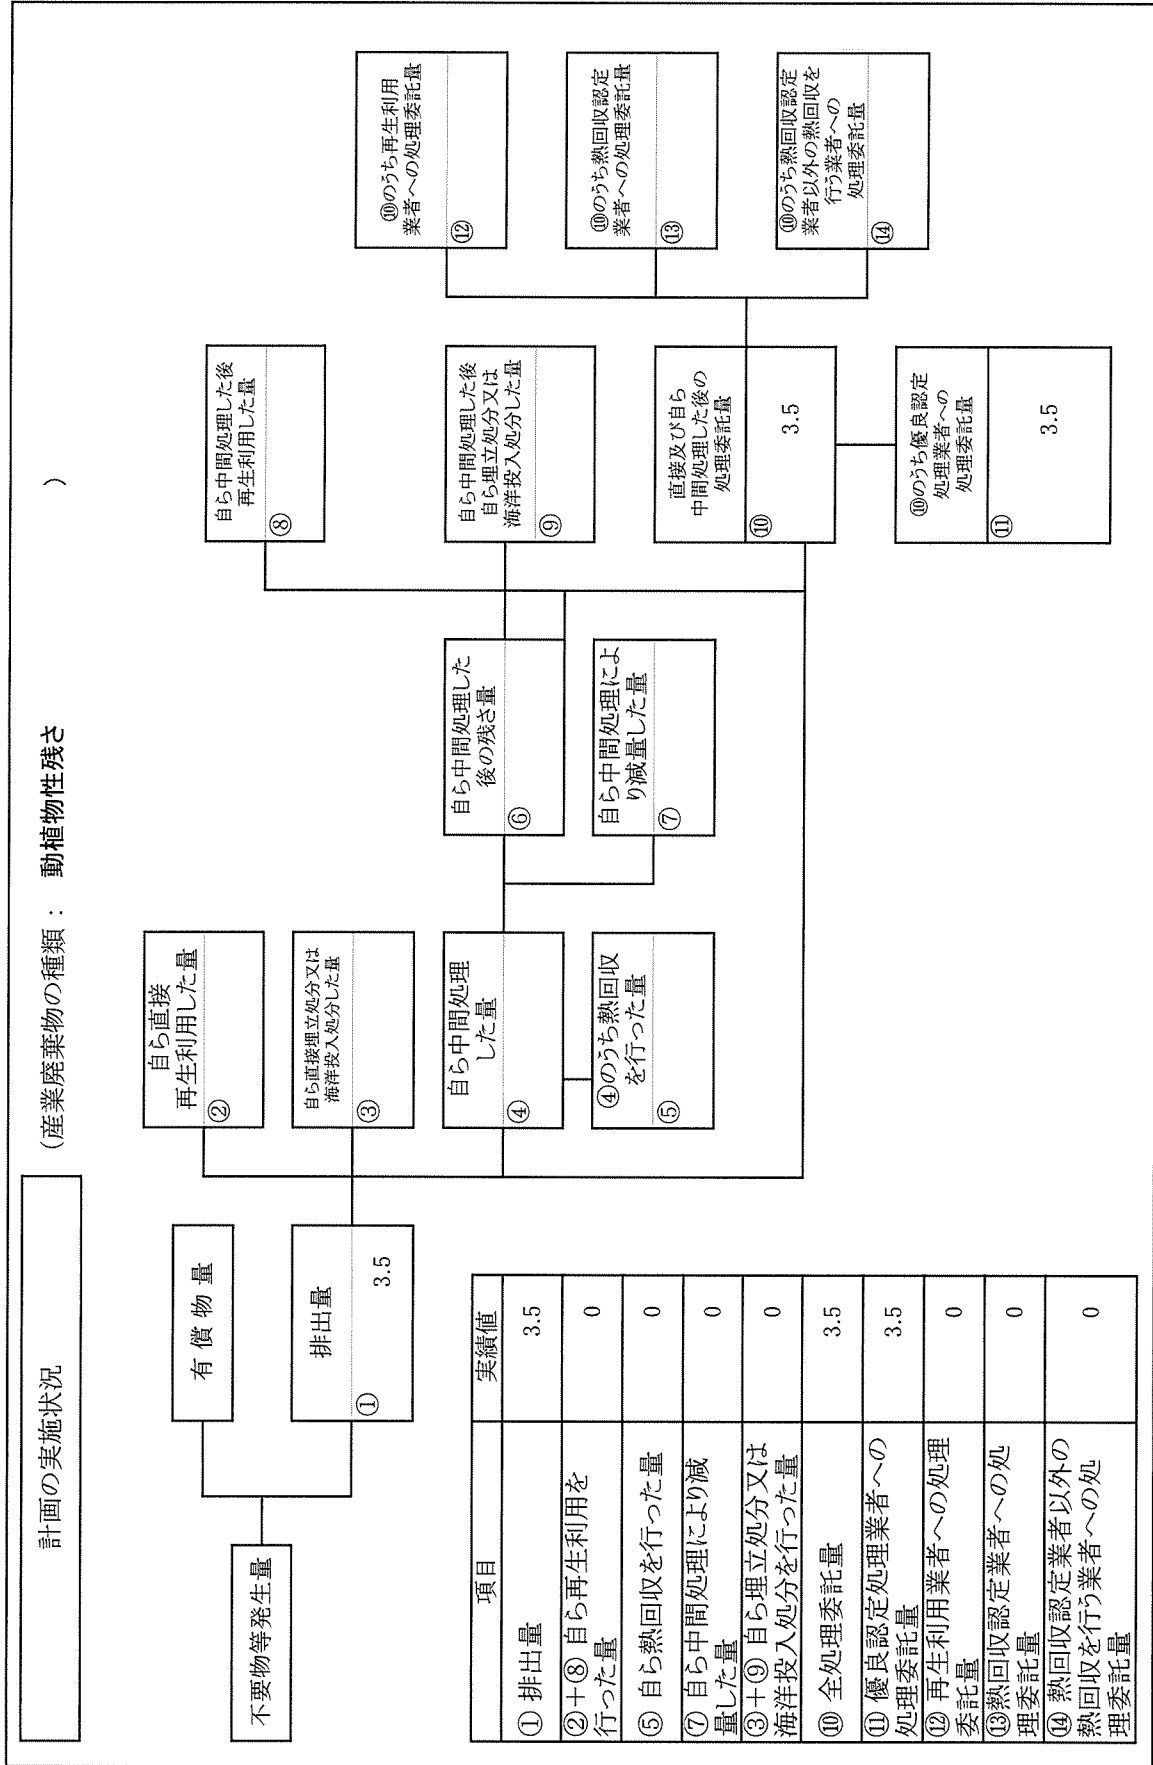 計画の実施状況
(産業廃棄物の種類： 動植物性残さ )
不要物等発生量
有 償 物 量
排出量
① 3.5
自ら直接
再生利用した量
②
自ら直接埋立処分又は
海洋投入処分した量
③
自ら中間処理
した量
④
④のうち熱回収
を行った量
⑤
自ら中間処理した
後の残さ量
⑥
自ら中間処理によ
り減量した量
⑦
自ら中間処理した後
再生利用した量
⑧
自ら中間処理した後
自ら埋立処分又は
海洋投入処分した量
⑨
直接及び自ら
中間処理した後の
処理委託量
⑩ 3.5
⑩のうち優良認定
処理業者への
処理委託量
⑪ 3.5
⑩のうち再生利用
業者への処理委託量
⑫
⑩のうち熱回収認定
業者への処理委託量
⑬
⑩のうち熱回収認定
業者以外の熱回収を
行う業者への
処理委託量
⑭
項目 実績値
① 排出量 3.5
②＋⑧ 自ら再生利用を
行った量 0
⑤ 自ら熱回収を行った量 0
⑦ 自ら中間処理により減
量した量 0
③＋⑨ 自ら埋立処分又は
海洋投入処分を行った量 0
⑩ 全処理委託量 3.5
⑪ 優良認定処理業者への
処理委託量 3.5
⑫ 再生利用業者への処理
委託量 0
⑬熱回収認定業者への処
理委託量 0
⑭ 熱回収認定業者以外の
熱回収を行う業者への処
理委託量 0